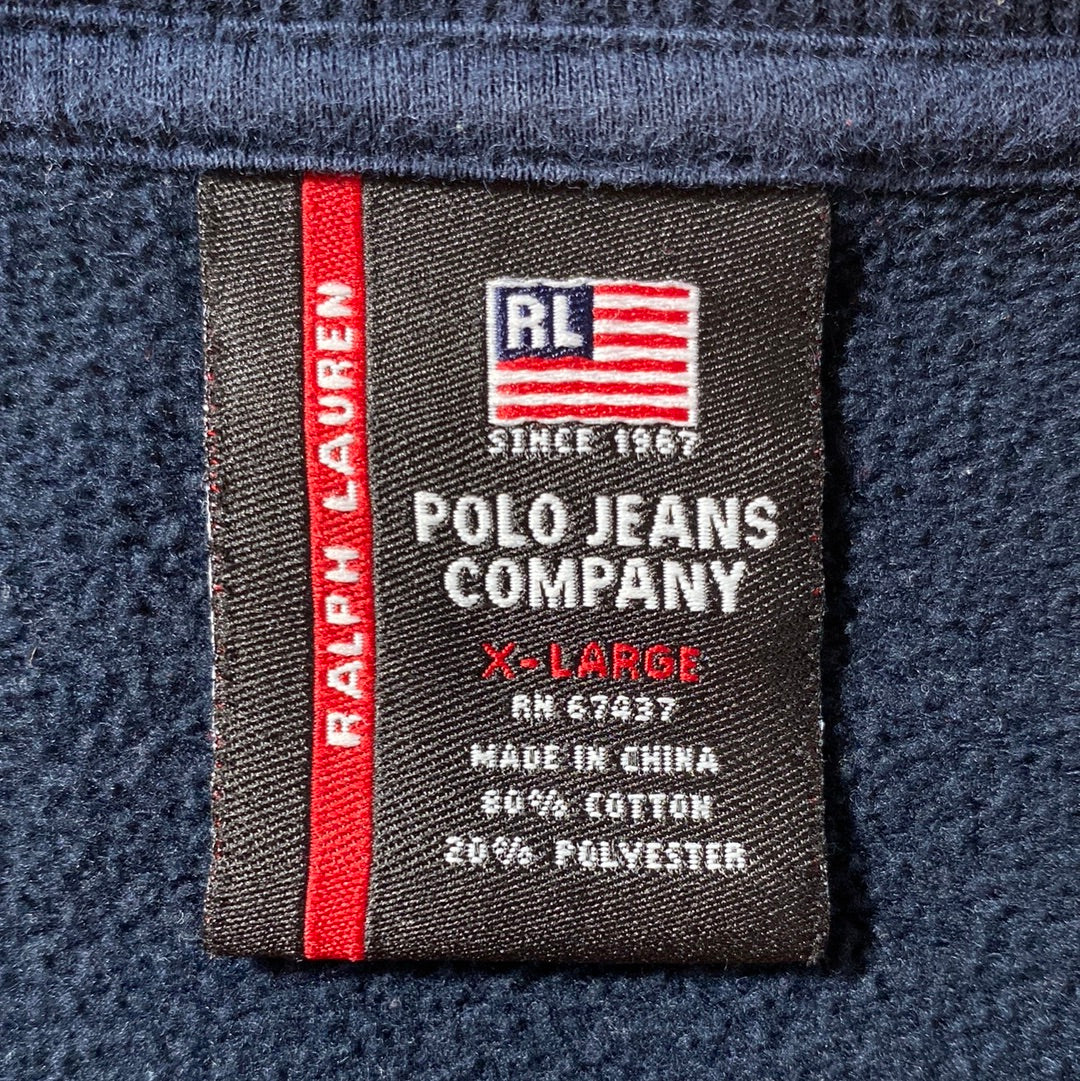 RALPH LAUREN
RL
SINCE 1967
POLO JEANS
COMPANY
X-LARGE
RN 67437
MADE IN CHINA
80% COTTON
20% POLYESTER